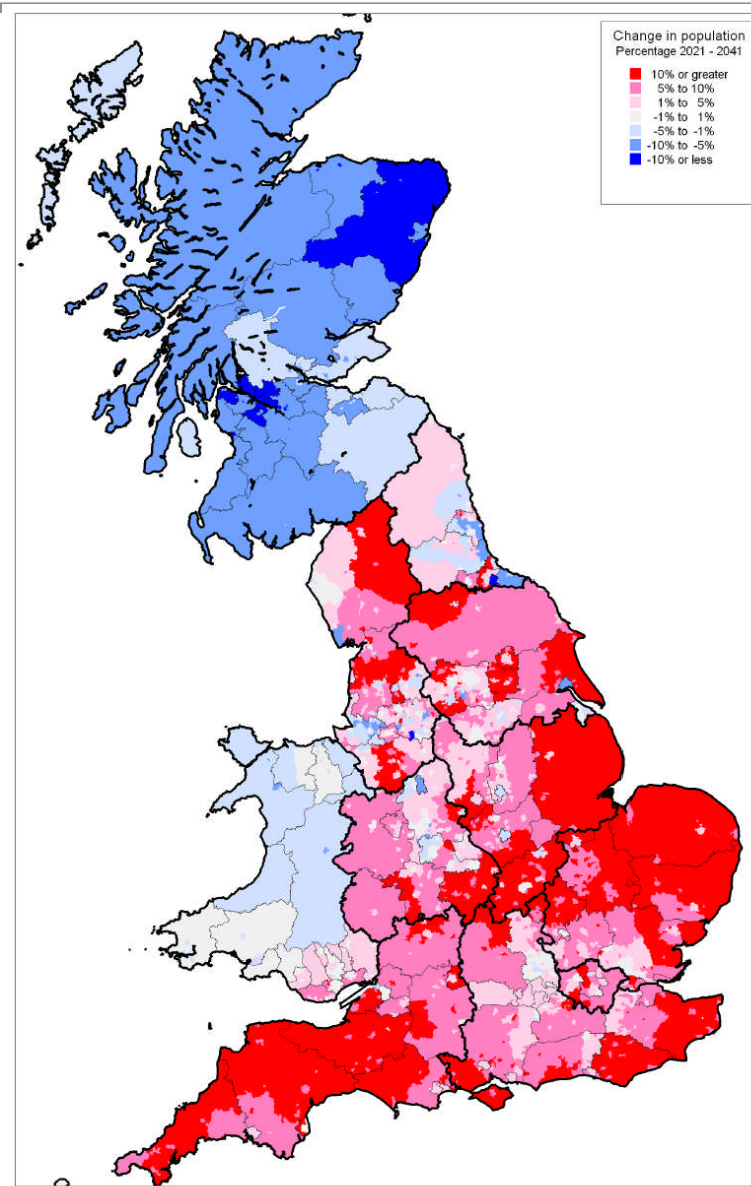 Change in population
Percentage 2021 - 2041
10% or greater
5% to 10%
1% to 5%
-1% to 1%
-5% to -1%
-10% to -5%
-10% or less